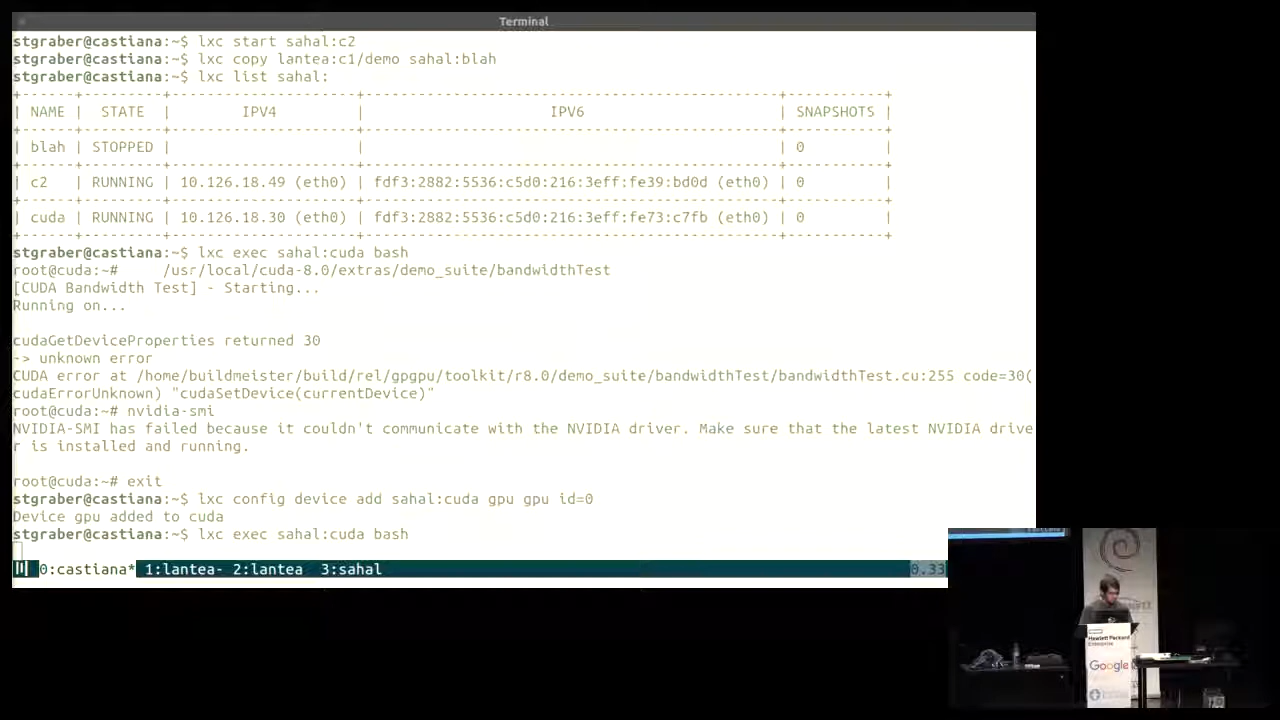 Terminal
stgraber@castiana:~$ lxc start sahal:c2
stgraber@castiana:~$ lxc copy lantea:c1/demo sahal:blah
stgraber@castiana:~$ lxc list sahal:
+------+---------+---------------------+-----------------------------------------------+-----------+
| NAME | STATE | IPV4 | IPV6 | SNAPSHOTS |
+------+---------+---------------------+-----------------------------------------------+-----------+
| blah | STOPPED | | | 0 |
+------+---------+---------------------+-----------------------------------------------+-----------+
| c2 | RUNNING | 10.126.18.49 (eth0) | fdf3:2882:5536:c5d0:216:3eff:fe39:bd0d (eth0) | 0 |
+------+---------+---------------------+-----------------------------------------------+-----------+
| cuda | RUNNING | 10.126.18.30 (eth0) | fdf3:2882:5536:c5d0:216:3eff:fe73:c7fb (eth0) | 0 |
+------+---------+---------------------+-----------------------------------------------+-----------+
stgraber@castiana:~$ lxc exec sahal:cuda bash
root@cuda:~# /usr/local/cuda-8.0/extras/demo_suite/bandwidthTest
[CUDA Bandwidth Test] - Starting...
Running on...
cudaGetDeviceProperties returned 30
-> unknown error
CUDA error at /home/buildmeister/build/rel/gpgpu/toolkit/r8.0/demo_suite/bandwidthTest/bandwidthTest.cu:255 code=30(
cudaErrorUnknown) "cudaSetDevice(currentDevice)"
root@cuda:~# nvidia-smi
NVIDIA-SMI has failed because it couldn't communicate with the NVIDIA driver. Make sure that the latest NVIDIA drive
r is installed and running.
root@cuda:~# exit
stgraber@castiana:~$ lxc config device add sahal:cuda gpu gpu id=0
Device gpu added to cuda
stgraber@castiana:~$ lxc exec sahal:cuda bash
0:castiana* 1:lantea- 2:lantea 3:sahal
0.33
Hewlett Packard
Enterprise
Google